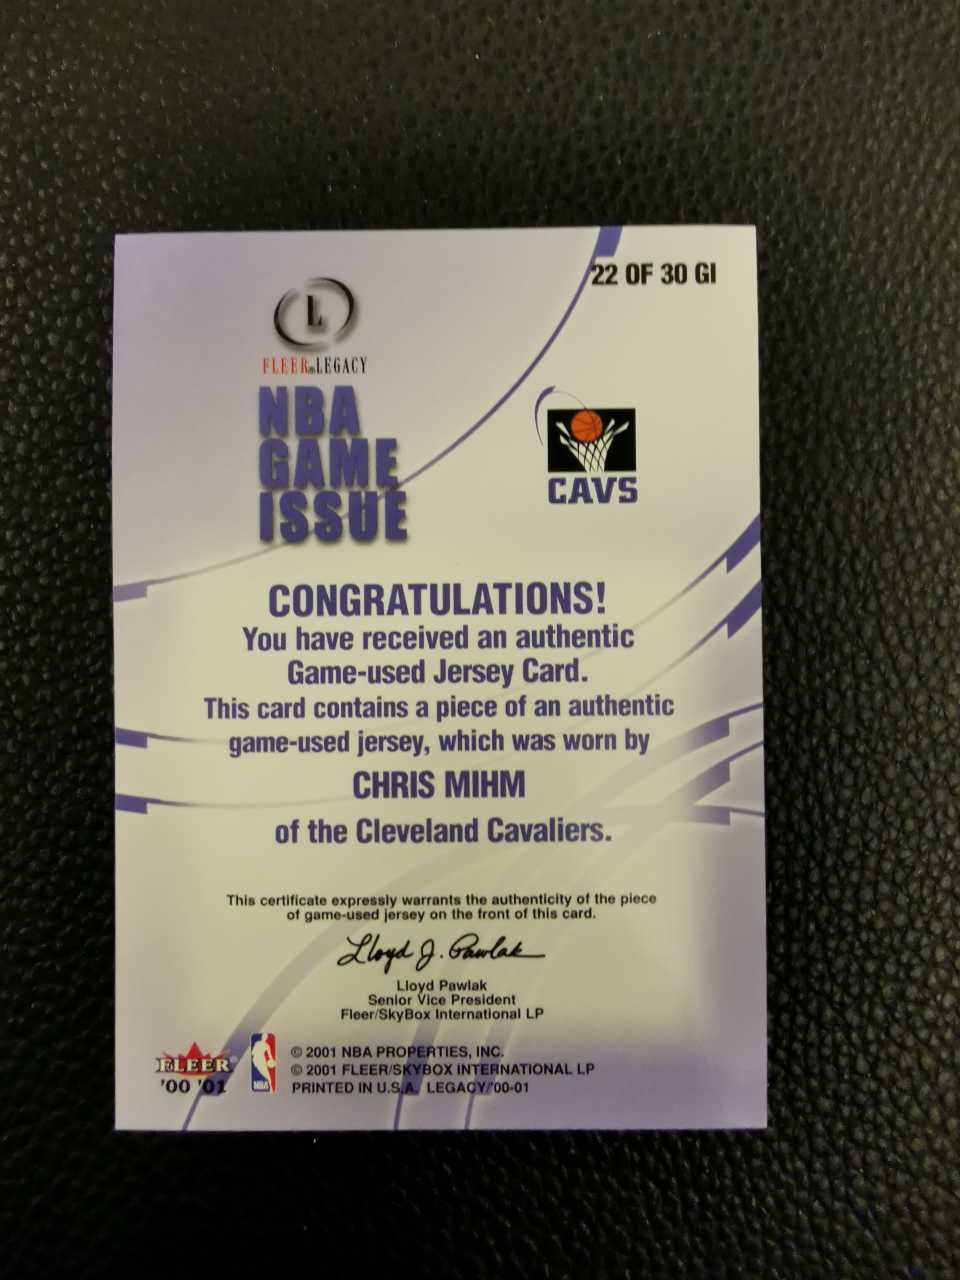 22 OF 30 GI
L
FLEER LEGACY
NBA
GAME
ISSUE
CAVS
CONGRATULATIONS!
You have received an authentic
Game-used Jersey Card.
This card contains a piece of an authentic
game-used jersey, which was worn by
CHRIS MIHM
of the Cleveland Cavaliers.
This certificate expressly warrants the authenticity of the piece
of game-used jersey on the front of this card.
Lloyd J. Pawlak
Lloyd Pawlak
Senior Vice President
Fleer/SkyBox International LP
FLEER
'00 '01
NBA
© 2001 NBA PROPERTIES, INC.
© 2001 FLEER/SKYBOX INTERNATIONAL LP
PRINTED IN U.S.A. LEGACY/'00-01